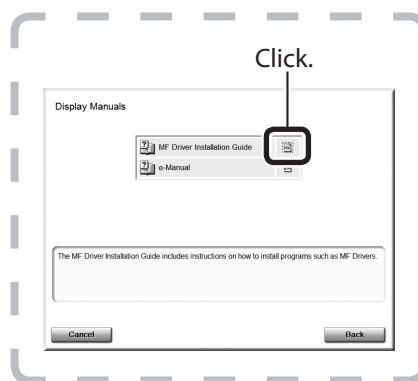 Click.
Display Manuals
MF Driver Installation Guide
e-Manual
The MF Driver Installation Guide includes instructions on how to install programs such as MF Drivers.
Cancel Back